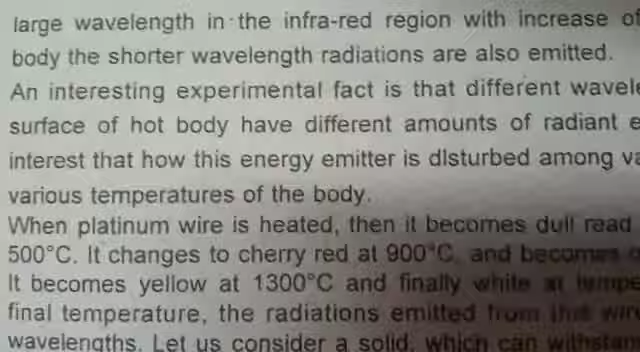 large wavelength in the infra-red region with increase of
body the shorter wavelength radiations are also emitted.
An interesting experimental fact is that different wavele
surface of hot body have different amounts of radiant e
interest that how this energy emitter is disturbed among va
various temperatures of the body.
When platinum wire is heated, then it becomes dull read
500°C. It changes to cherry red at 900°C, and becomes
It becomes yellow at 1300°C and finally white at tempe
final temperature, the radiations emitted from this wire
wavelengths. Let us consider a solid, which can withstan